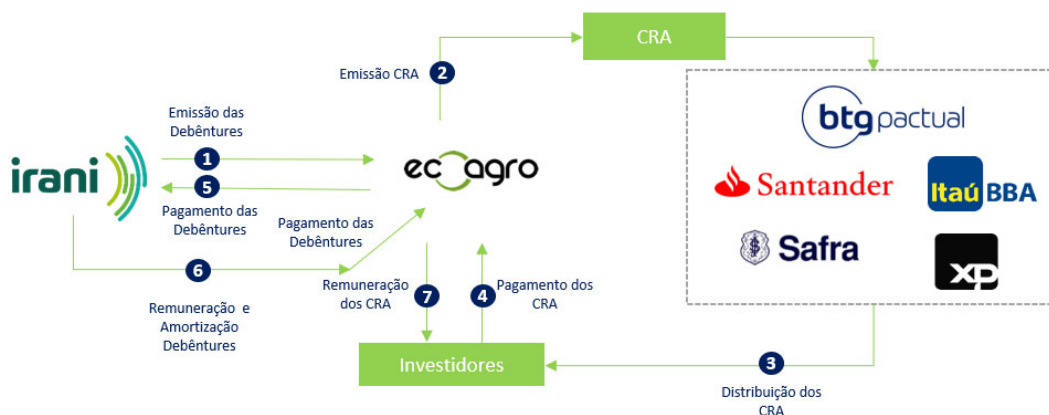 CRA
Emissão CRA
2
btgpactual
Emissão das
Debêntures
1
irani
ecoagro
Santander
Itaú BBA
5
Pagamento das
Debêntures
Pagamento das
Debêntures
Safra
XP
6
Remuneração
dos CRA
7
4
Pagamento dos
CRA
Remuneração e
Amortização
Debêntures
Investidores
3
Distribuição dos
CRA